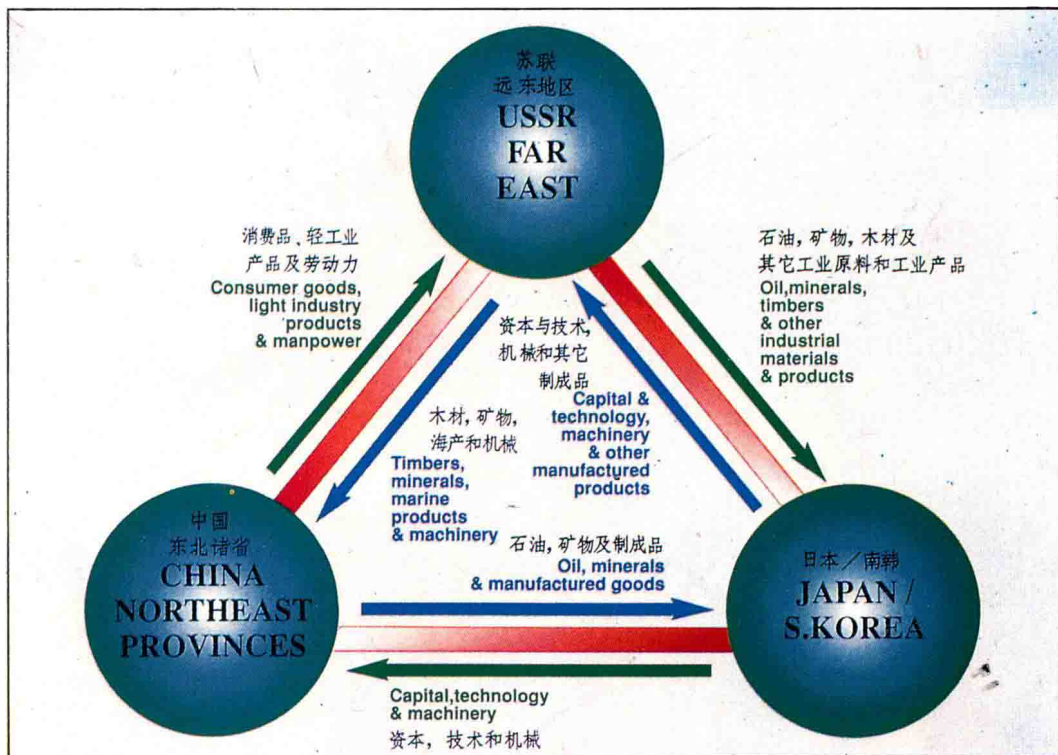 苏联
远东地区
USSR
FAR
EAST
消费品、轻工业
产品及劳动力
Consumer goods,
light industry
products
& manpower
石油,矿物,木材及
其它工业原料和工业产品
Oil,minerals,
timbers
& other
industrial
materials
& products
资本与技术,
机械和其它
制成品
Capital &
technology,
machinery
& other
manufactured
products
木材,矿物,
海产和机械
Timbers,
minerals,
marine
products
& machinery
中国
东北诸省
CHINA
NORTHEAST
PROVINCES
石油,矿物及制成品
Oil, minerals
& manufactured goods
日本/南韩
JAPAN /
S.KOREA
Capital,technology
& machinery
资本,技术和机械